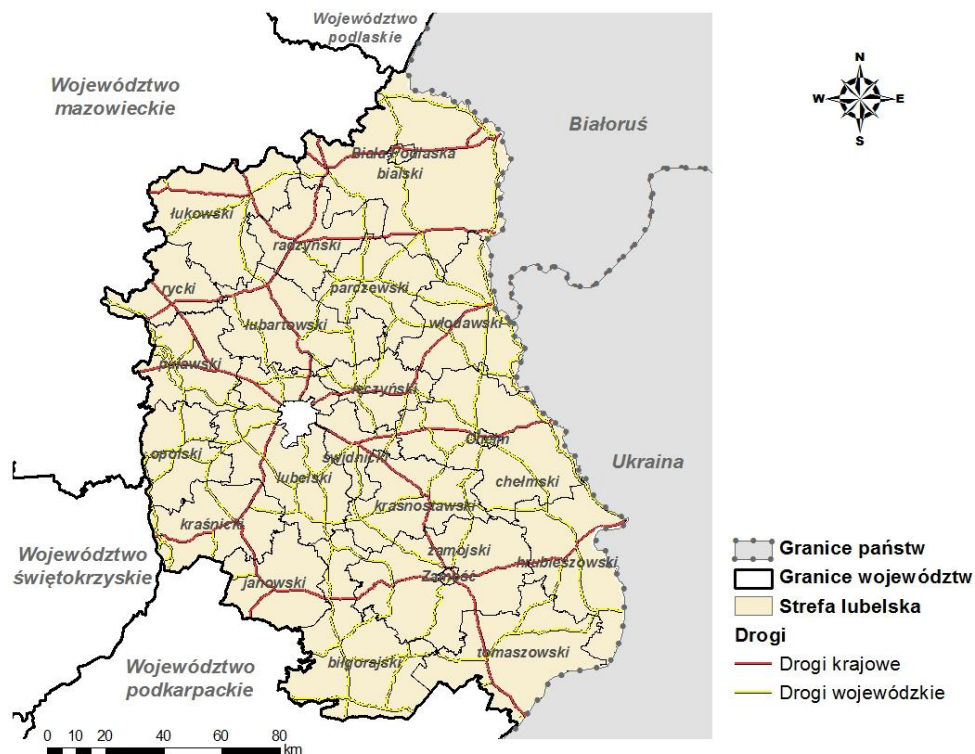 Województwo
podlaskie
Województwo
mazowieckie
Białoruś
N
W E
S
Biała Podlaska
bialski
łukowski
radzyński
rycki
parczewski
lubartowski
włodawski
puławski
łęczyński
Chełm
opolski
świdnicki
Ukraina
lubelski
chełmski
krasnostawski
kraśnicki
zamojski
Województwo
świętokrzyskie
hrubieszowski
Zamość
janowski
tomaszowski
biłgorajski
Województwo
podkarpackie
Granice państw
Granice województw
Strefa lubelska
Drogi
Drogi krajowe
Drogi wojewódzkie
0 10 20 40 60 80
km